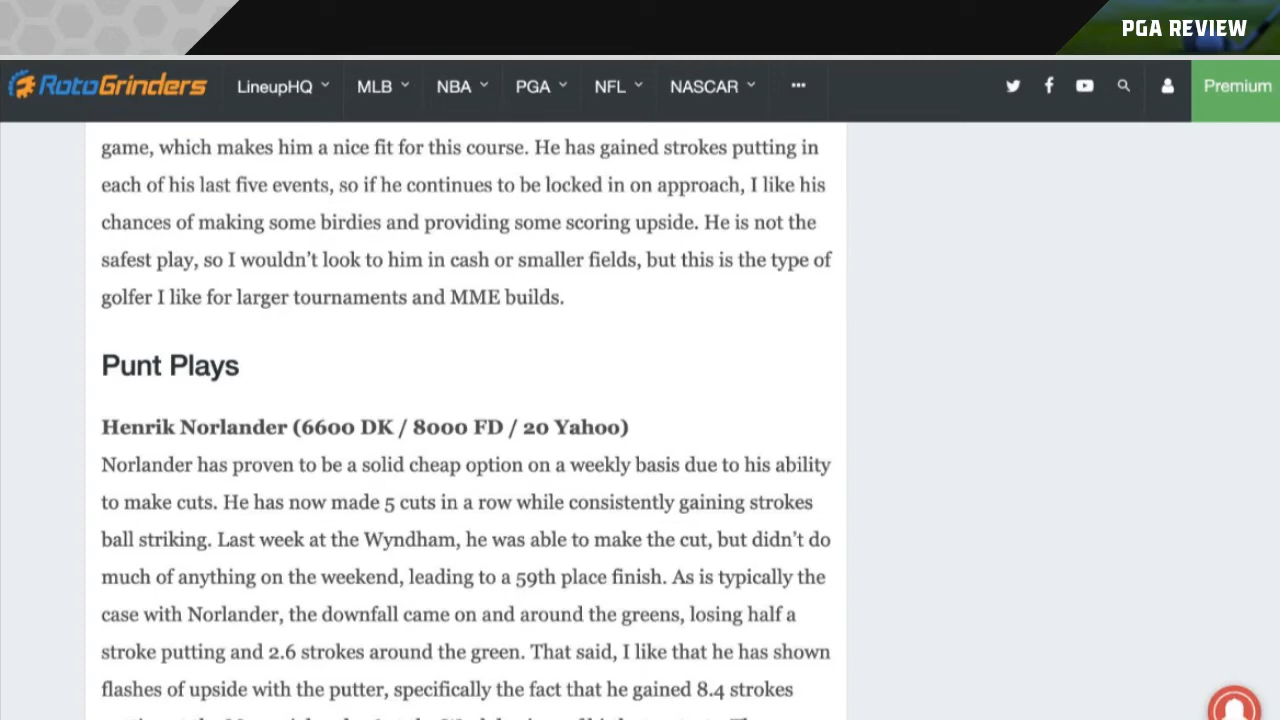 PGA REVIEW
RotoGrinders LineupHQ MLB NBA PGA NFL NASCAR ... Premium
game, which makes him a nice fit for this course. He has gained strokes putting in
each of his last five events, so if he continues to be locked in on approach, I like his
chances of making some birdies and providing some scoring upside. He is not the
safest play, so I wouldn’t look to him in cash or smaller fields, but this is the type of
golfer I like for larger tournaments and MME builds.
Punt Plays
Henrik Norlander (6600 DK / 8000 FD / 20 Yahoo)
Norlander has proven to be a solid cheap option on a weekly basis due to his ability
to make cuts. He has now made 5 cuts in a row while consistently gaining strokes
ball striking. Last week at the Wyndham, he was able to make the cut, but didn’t do
much of anything on the weekend, leading to a 59th place finish. As is typically the
case with Norlander, the downfall came on and around the greens, losing half a
stroke putting and 2.6 strokes around the green. That said, I like that he has shown
flashes of upside with the putter, specifically the fact that he gained 8.4 strokes